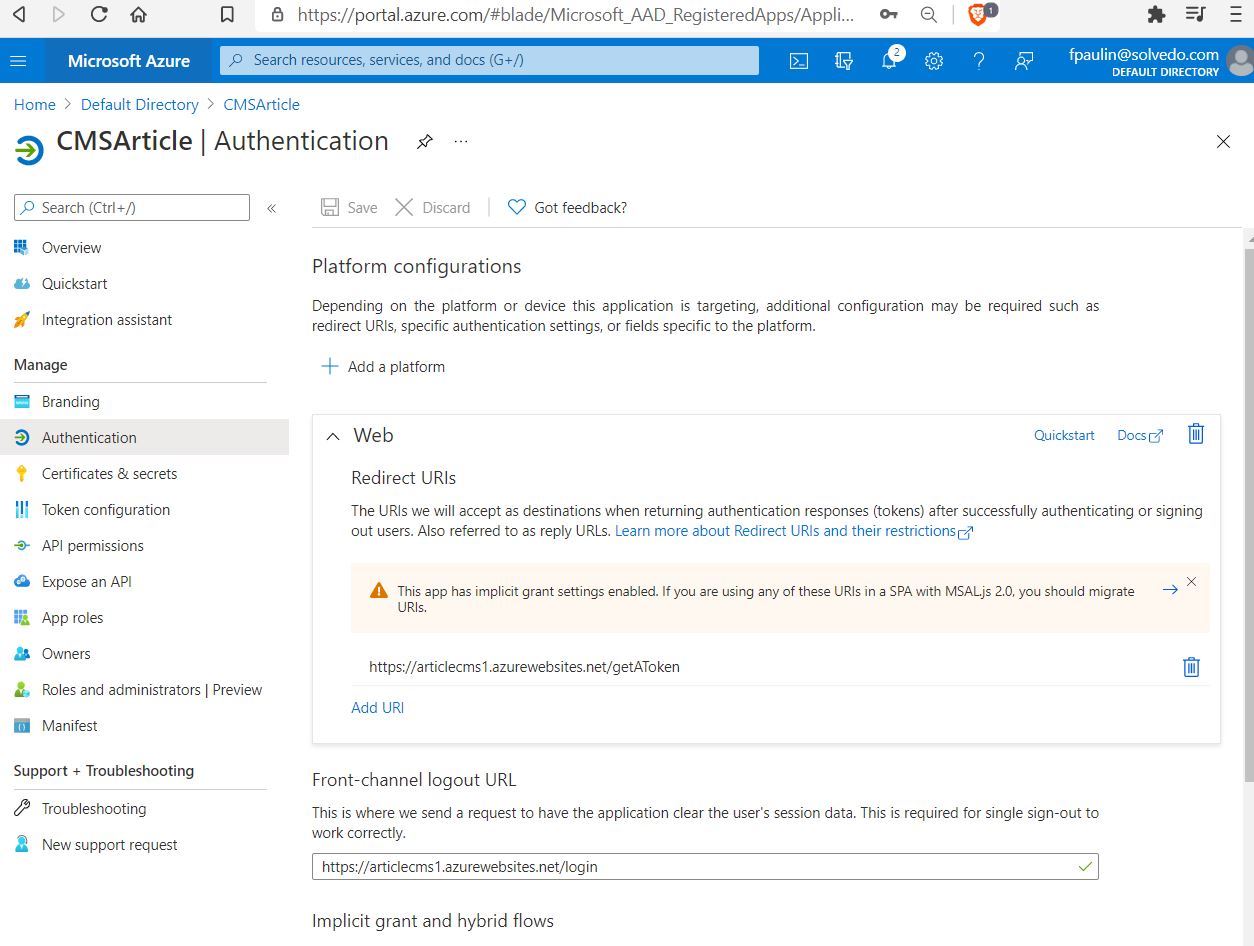 https://portal.azure.com/#blade/Microsoft_AAD_RegisteredApps/Appli...
1
Microsoft Azure
Search resources, services, and docs (G+/)
2
fpaulin@solvedo.com
DEFAULT DIRECTORY
Home > Default Directory > CMSArticle
CMSArticle | Authentication
...
Search (Ctrl+/)
«
Overview
Quickstart
Integration assistant
Manage
Branding
Authentication
Certificates & secrets
Token configuration
API permissions
Expose an API
App roles
Owners
Roles and administrators | Preview
Manifest
Support + Troubleshooting
Troubleshooting
New support request
Save
Discard
Got feedback?
Platform configurations
Depending on the platform or device this application is targeting, additional configuration may be required such as
redirect URIs, specific authentication settings, or fields specific to the platform.
Add a platform
Web
Quickstart
Docs
Redirect URIs
The URIs we will accept as destinations when returning authentication responses (tokens) after successfully authenticating or signing
out users. Also referred to as reply URLs. Learn more about Redirect URIs and their restrictions
This app has implicit grant settings enabled. If you are using any of these URIs in a SPA with MSAL.js 2.0, you should migrate
URIs.
https://articlecms1.azurewebsites.net/getAToken
Add URI
Front-channel logout URL
This is where we send a request to have the application clear the user's session data. This is required for single sign-out to
work correctly.
https://articlecms1.azurewebsites.net/login
Implicit grant and hybrid flows